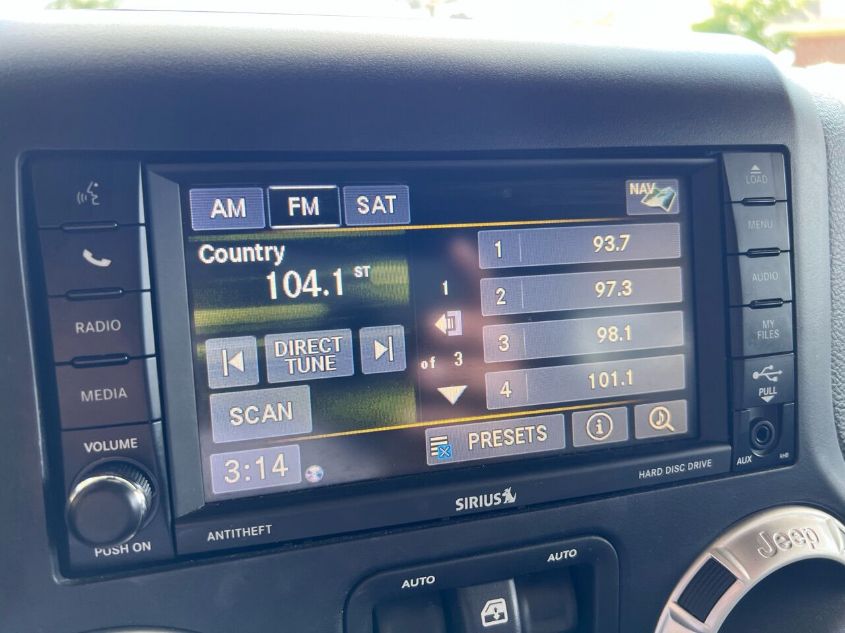 AM FM SAT NAV
Country
104.1 ST
DIRECT
TUNE
SCAN
3:14
1
of 3
1 93.7
2 97.3
3 98.1
4 101.1
PRESETS
RADIO
MEDIA
VOLUME
PUSH ON
ANTITHEFT
SIRIUS
HARD DISC DRIVE
LOAD
MENU
AUDIO
MY
FILES
PULL
AUX
RHB
AUTO
AUTO
Jeep